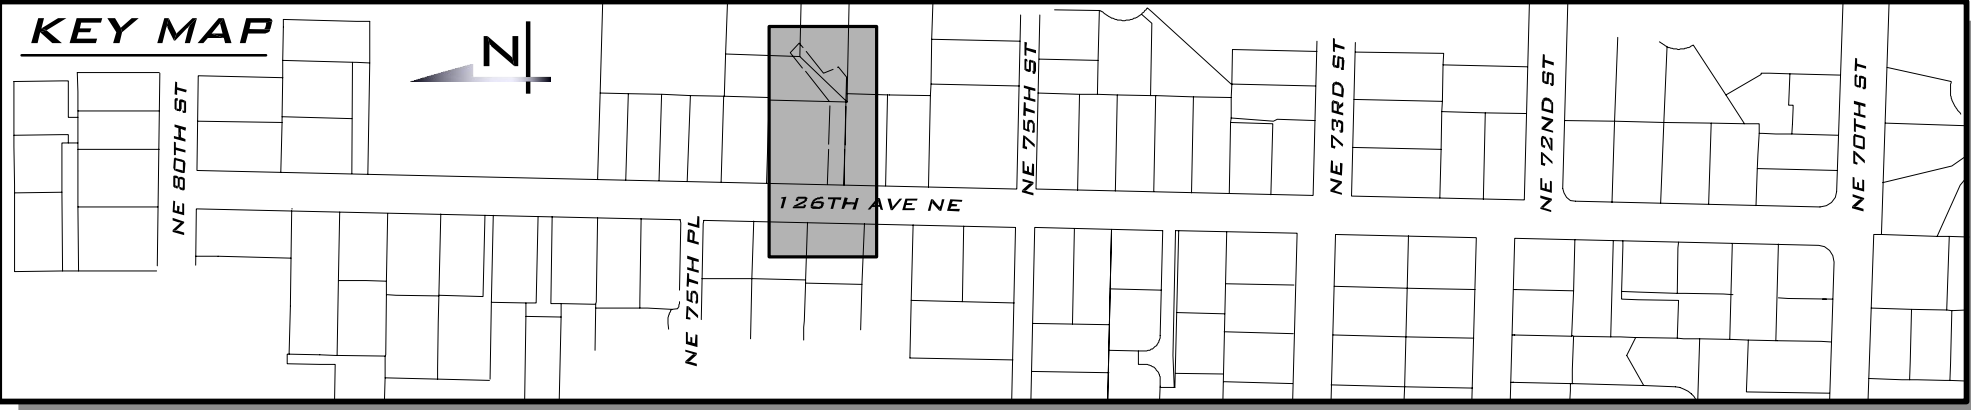 KEY MAP
N
NE 80TH ST
NE 75TH PL
126TH AVE NE
NE 75TH ST
NE 73RD ST
NE 72ND ST
NE 70TH ST